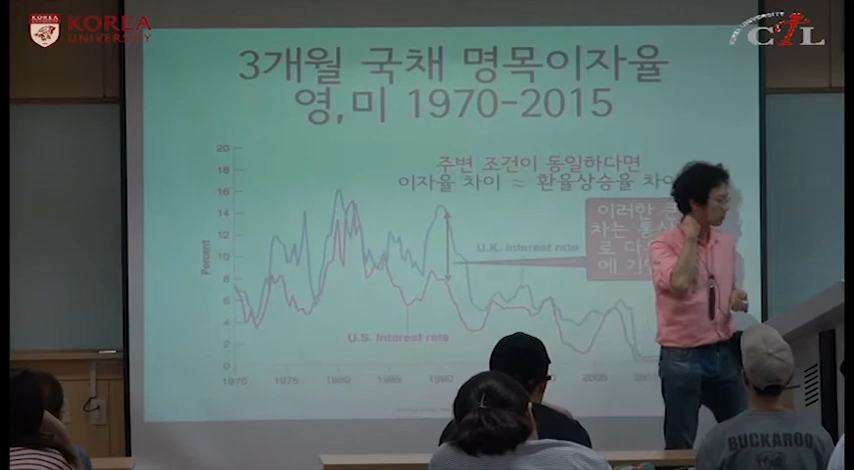 KOREA
UNIVERSITY
CTL
3개월 국채 명목이자율
영,미 1970-2015
주변 조건이 동일하다면
이자율 차이 ≈ 환율상승율 차이
이러한 큰
차는 통상
로 다
에 기
U.K. interest rate
U.S. interest rate
Percent
20
18
16
14
12
10
8
6
4
2
0
1970
1975
1980
1985
1990
2005
BUCKAROO